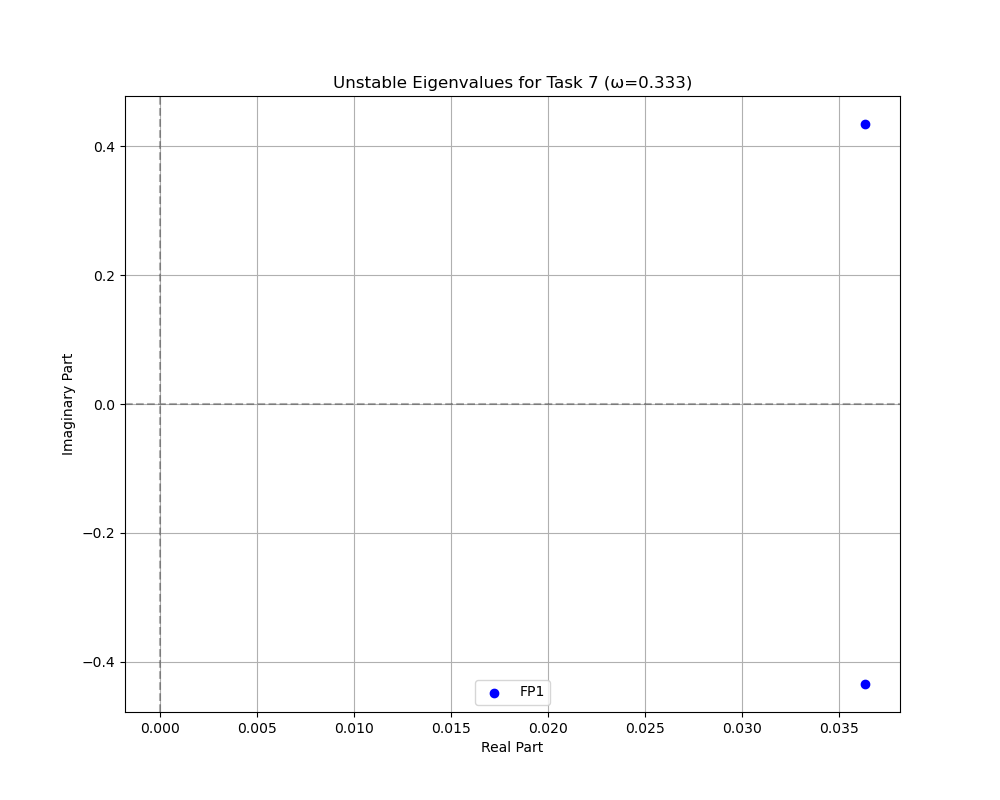 Unstable Eigenvalues for Task 7 (ω=0.333)
Imaginary Part
0.4
0.2
0.0
−0.2
−0.4
FP1
0.000 0.005 0.010 0.015 0.020 0.025 0.030 0.035
Real Part